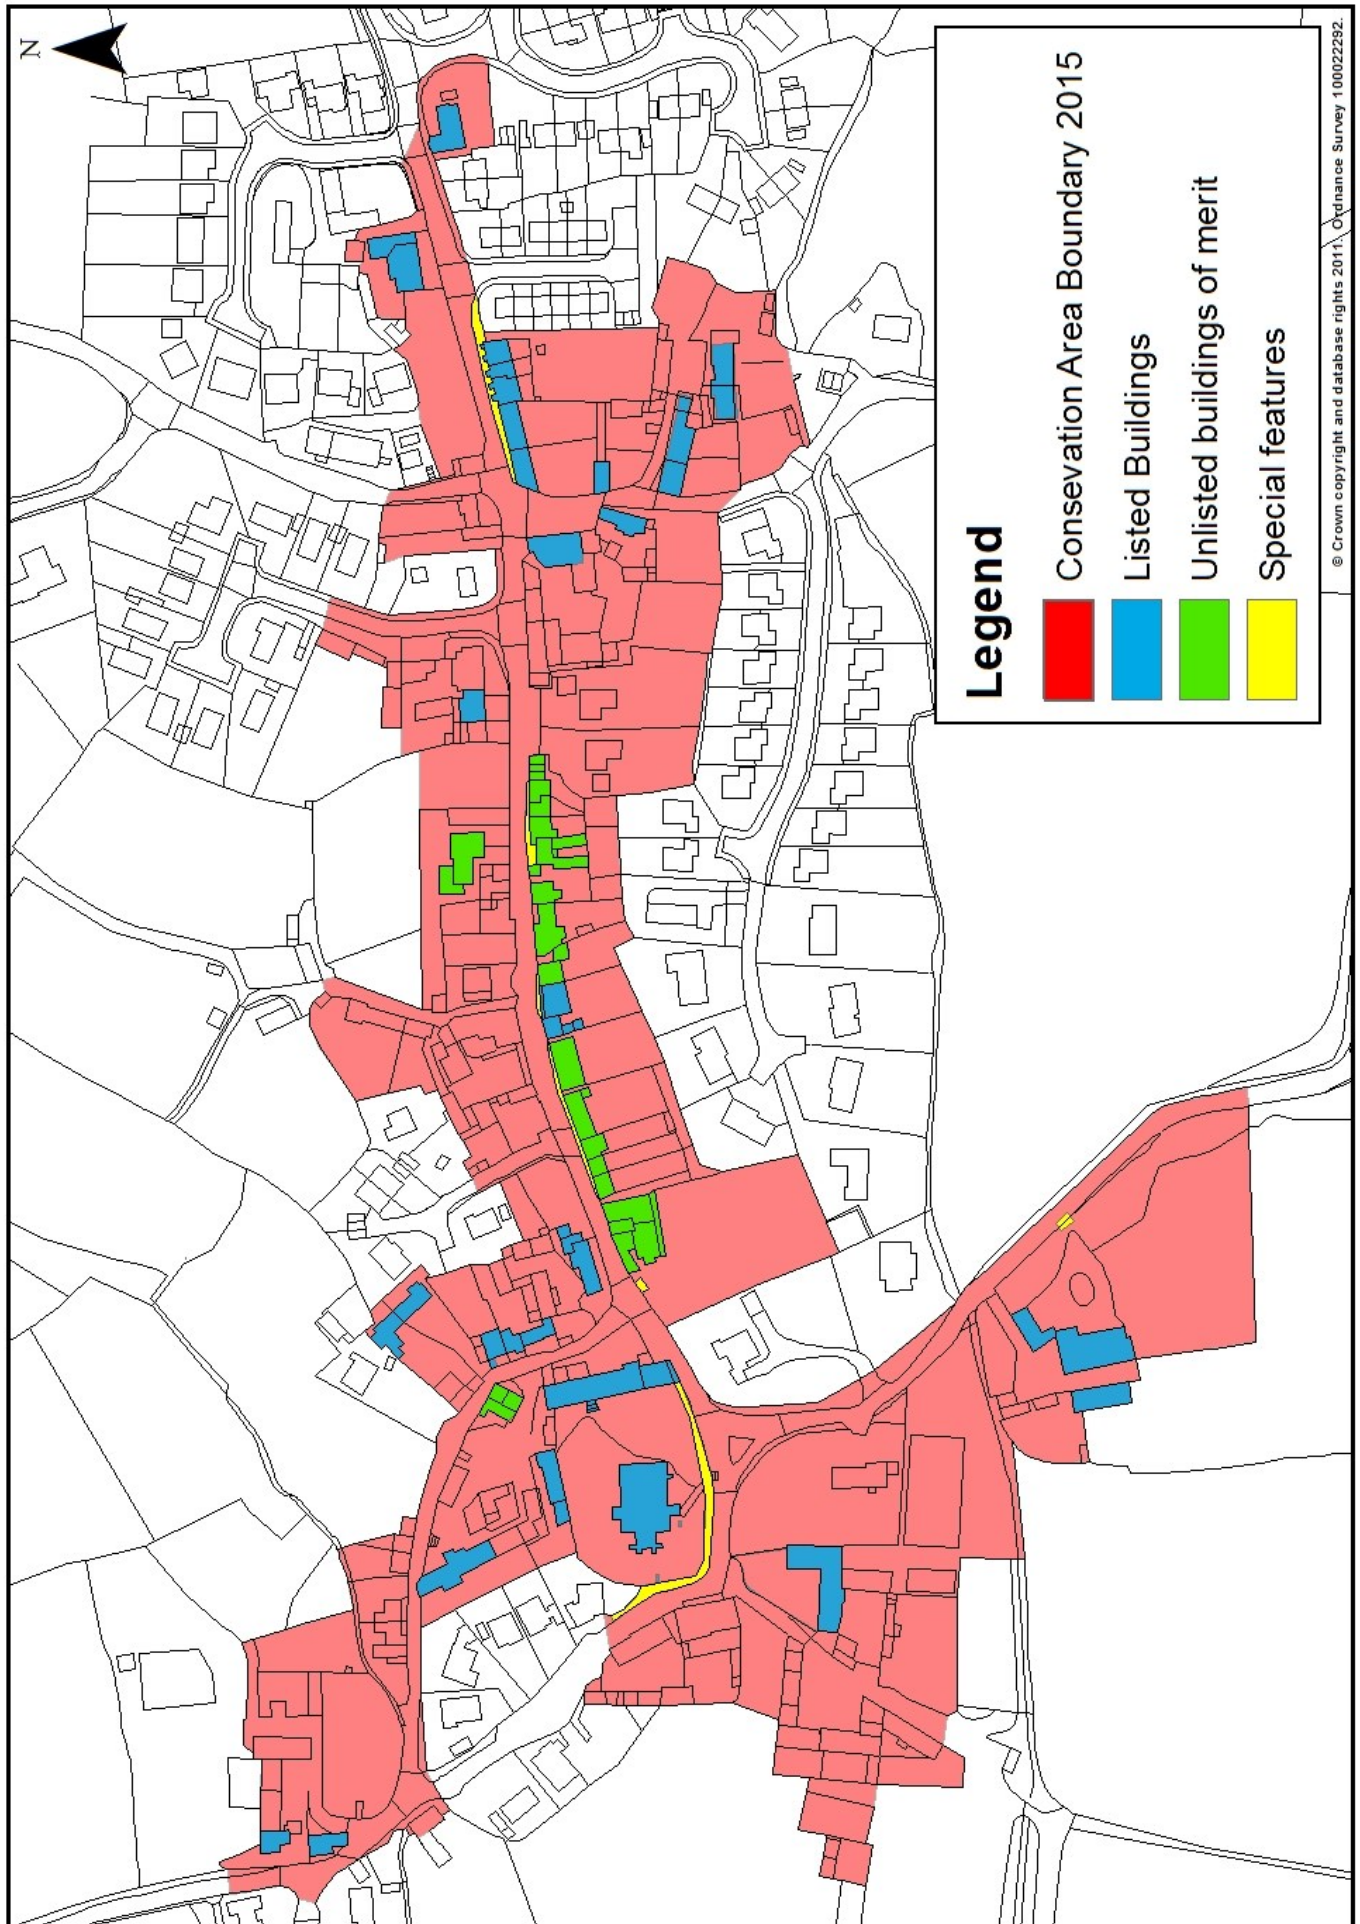 N
Legend
Consevation Area Boundary 2015
Listed Buildings
Unlisted buildings of merit
Special features
© Crown copyright and database rights 2011. Ordnance Survey 100022292.